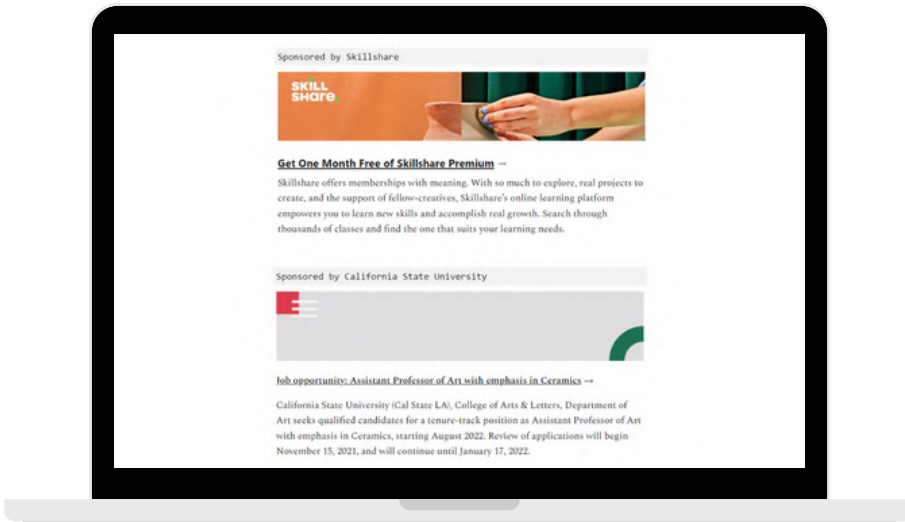 Sponsored by Skillshare
SKILL
SHare.
Get One Month Free of Skillshare Premium →
Skillshare offers memberships with meaning. With so much to explore, real projects to
create, and the support of fellow-creatives, Skillshare's online learning platform
empowers you to learn new skills and accomplish real growth. Search through
thousands of classes and find the one that suits your learning needs.
Sponsored by California State University
Job opportunity: Assistant Professor of Art with emphasis in Ceramics →
California State University (Cal State LA), College of Arts & Letters, Department of
Art seeks qualified candidates for a tenure-track position as Assistant Professor of Art
with emphasis in Ceramics, starting August 2022. Review of applications will begin
November 15, 2021, and will continue until January 17, 2022.